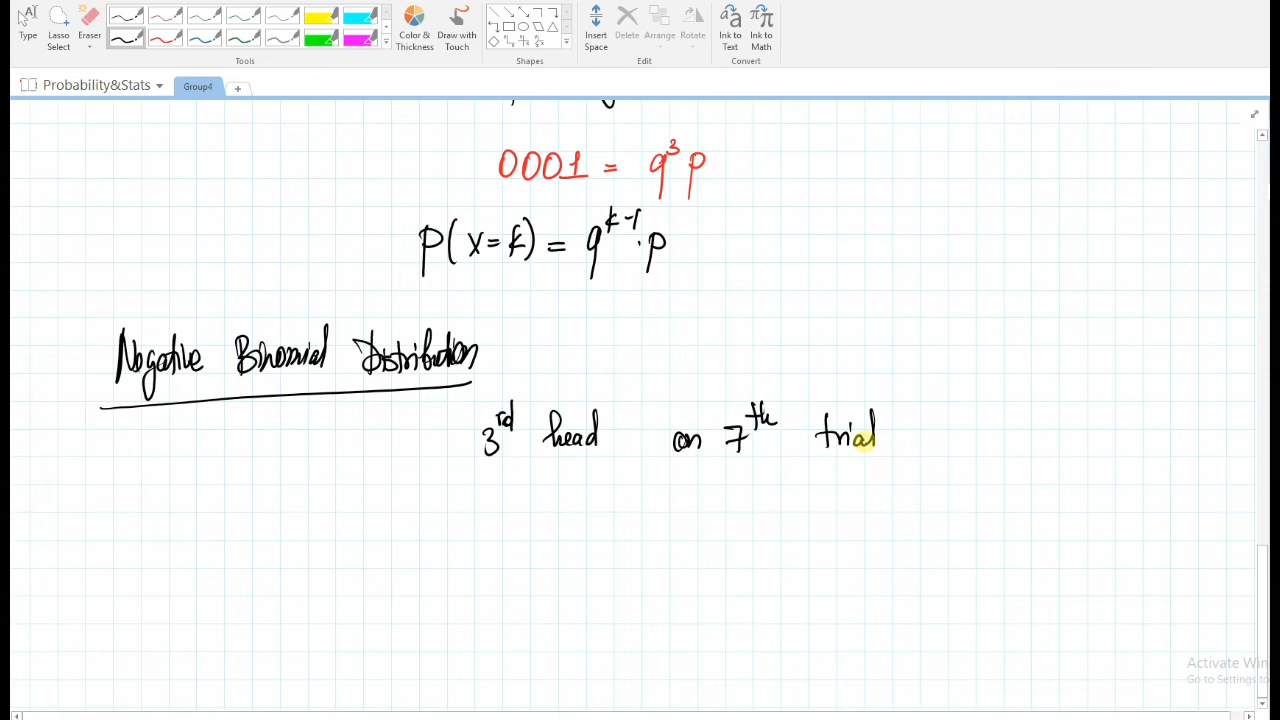 Type
Lasso
Select
Eraser
Color &
Thickness
Draw with
Touch
Insert
Space
Delete
Arrange
Rotate
Ink to
Text
Ink to
Math
Tools
Shapes
Edit
Convert
Probability&Stats
Group4
0001 = q³p
P(X=k) = q^{k-1}·p
Negative Binomial Distribution
3rd head on 7th trial
Activate Win
Go to Settings to